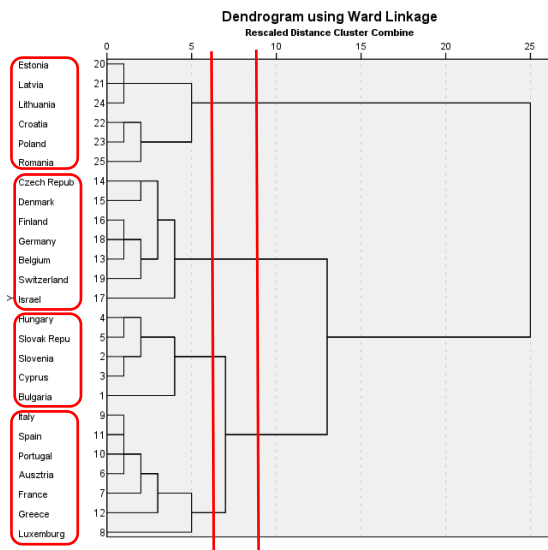 Dendrogram using Ward Linkage
Rescaled Distance Cluster Combine
0 5 10 15 20 25
Estonia 20
Latvia 21
Lithuania 24
Croatia 22
Poland 23
Romania 25
Czech Repub 14
Denmark 15
Finland 16
Germany 18
Belgium 13
Switzerland 19
Y
Israel 17
Hungary 4
Slovak Repu 5
Slovenia 2
Cyprus 3
Bulgaria 1
Italy 9
Spain 11
Portugal 10
Ausztria 6
France 7
Greece 12
Luxemburg 8